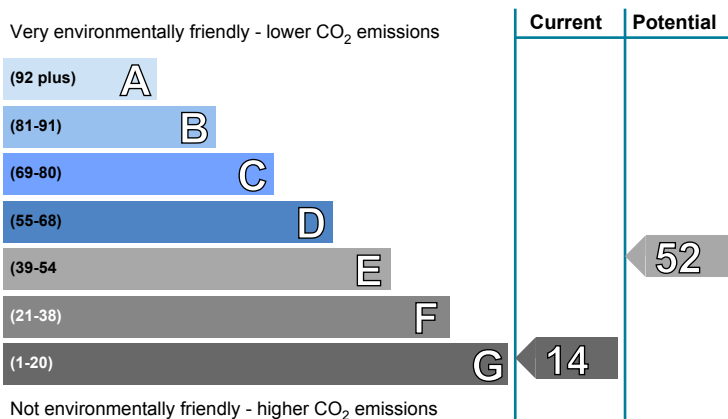 Current Potential
Very environmentally friendly - lower CO₂ emissions
(92 plus) A
(81-91) B
(69-80) C
(55-68) D
(39-54 E
52
(21-38) F
(1-20) G
14
Not environmentally friendly - higher CO₂ emissions